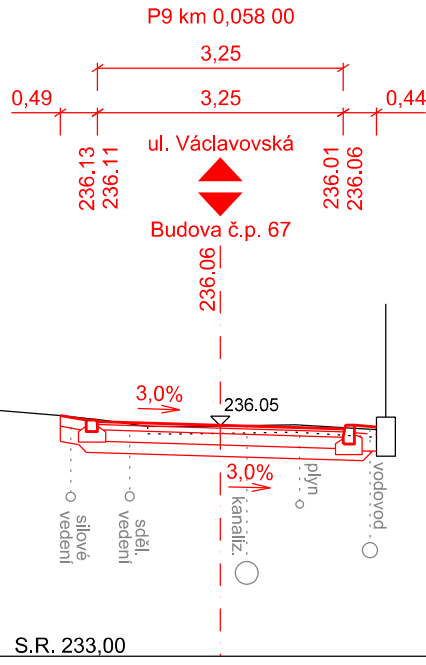 P9 km 0,058 00
3,25
0,49
3,25
0,44
236.13
236.11
ul. Václavovská
236.01
236.06
Budova č.p. 67
236.06
3,0%
236.05
3,0%
silové
vedení
sděl.
vedení
kanaliz.
plyn
vodovod
S.R. 233,00